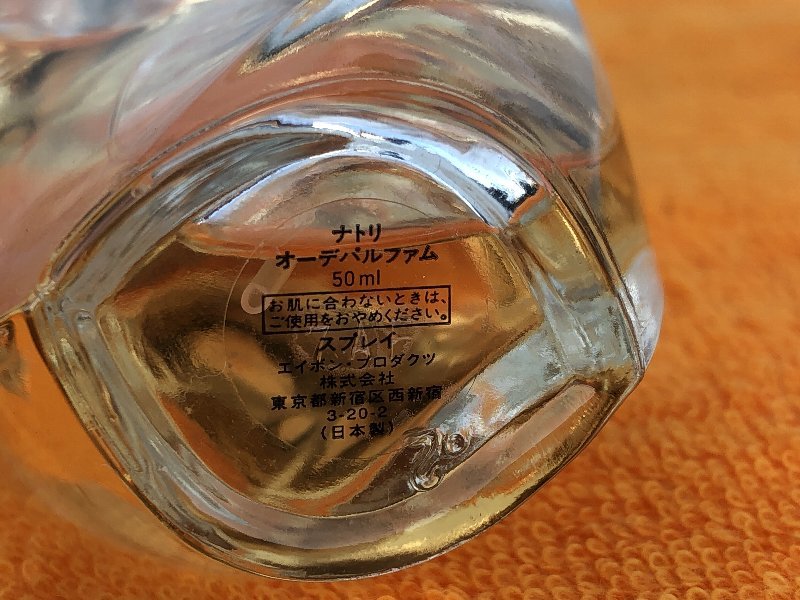 ナトリ
オーデパルファム
50ml
お肌に合わないときは、
ご使用をおやめください。
スプレイ
エイボン・プロダクツ
株式会社
東京都新宿区西新宿
3-20-2
(日本製)